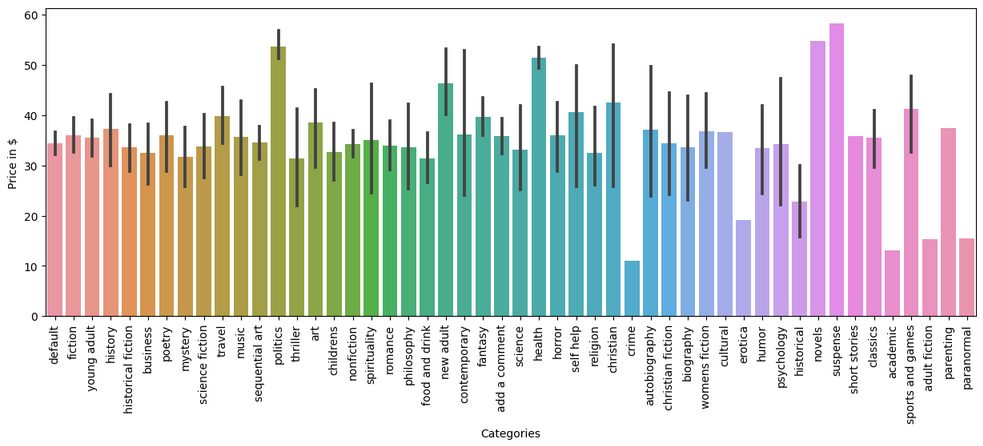 60
50
40
30
20
10
0
Price in $
default
fiction
young adult
history
historical fiction
business
poetry
mystery
science fiction
travel
music
sequential art
politics
thriller
art
childrens
nonfiction
spirituality
romance
philosophy
food and drink
new adult
contemporary
fantasy
add a comment
science
health
horror
self help
religion
christian
crime
autobiography
christian fiction
biography
womens fiction
cultural
erotica
humor
psychology
historical
novels
suspense
short stories
classics
academic
sports and games
adult fiction
parenting
paranormal
Categories